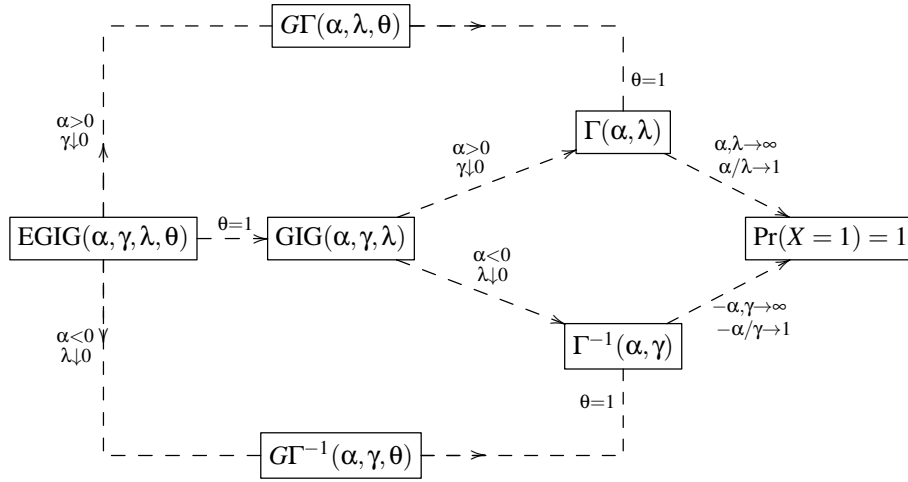 GΓ(α,λ,θ)
θ=1
α>0
γ↓0
Γ(α,λ)
α>0
γ↓0
α,λ→∞
α/λ→1
EGIG(α,γ,λ,θ)
θ=1
GIG(α,γ,λ)
Pr(X = 1) = 1
α<0
λ↓0
−α,γ→∞
−α/γ→1
α<0
λ↓0
Γ⁻¹(α,γ)
θ=1
GΓ⁻¹(α,γ,θ)